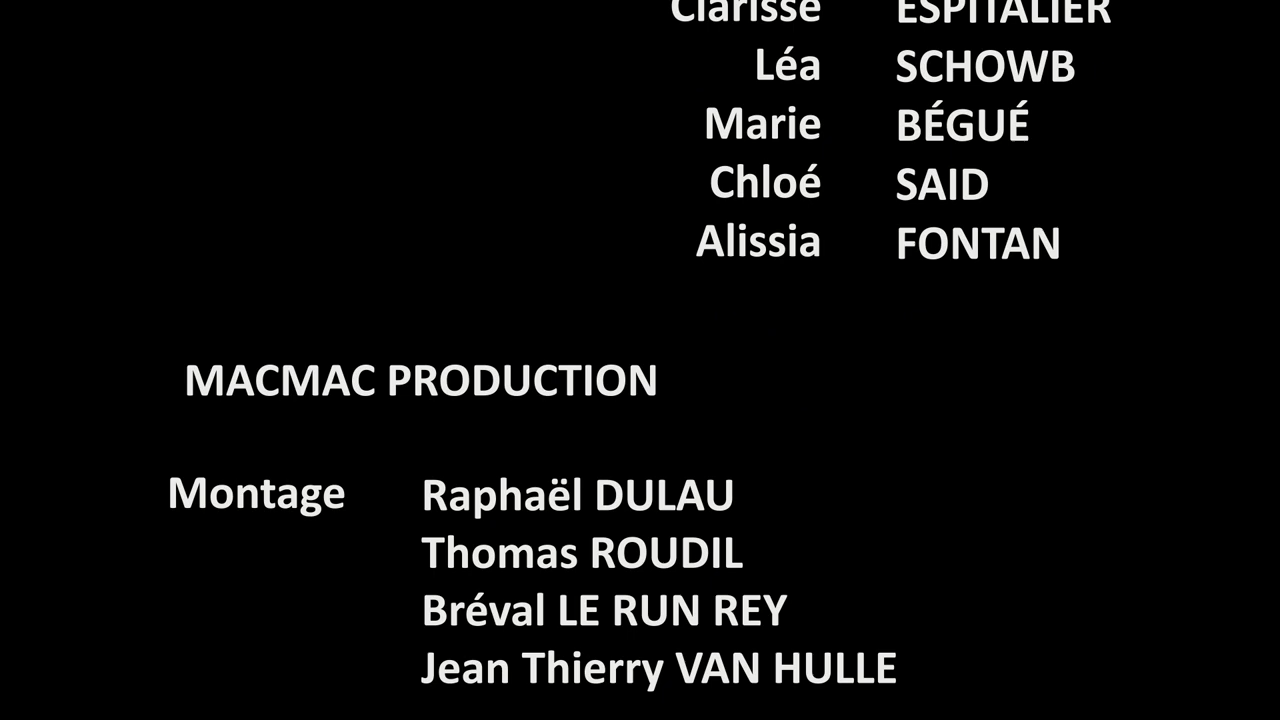 Clarisse ESPITALIER
Léa SCHOWB
Marie BÉGUÉ
Chloé SAID
Alissia FONTAN
MACMAC PRODUCTION
Montage Raphaël DULAU
Thomas ROUDIL
Bréval LE RUN REY
Jean Thierry VAN HULLE